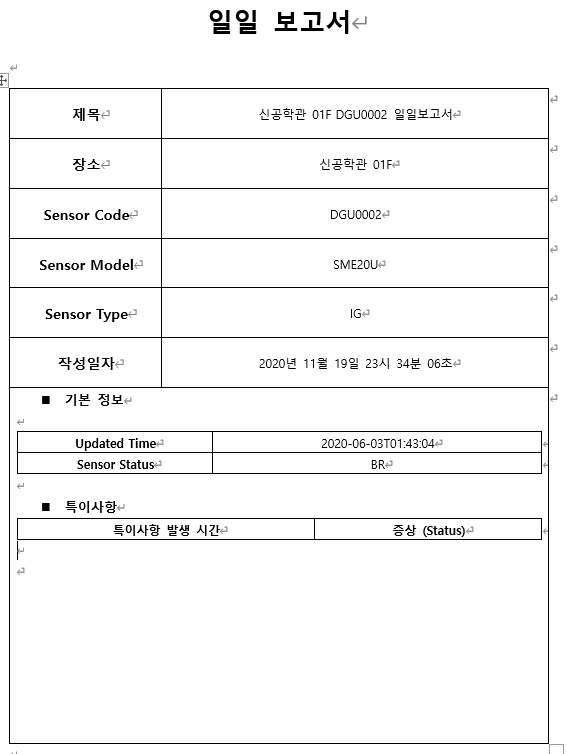 일일 보고서
제목 신공학관 01F DGU0002 일일보고서
장소 신공학관 01F
Sensor Code DGU0002
Sensor Model SME20U
Sensor Type IG
작성일자 2020년 11월 19일 23시 34분 06초
■ 기본 정보
Updated Time 2020-06-03T01:43:04
Sensor Status BR
■ 특이사항
특이사항 발생 시간 증상 (Status)